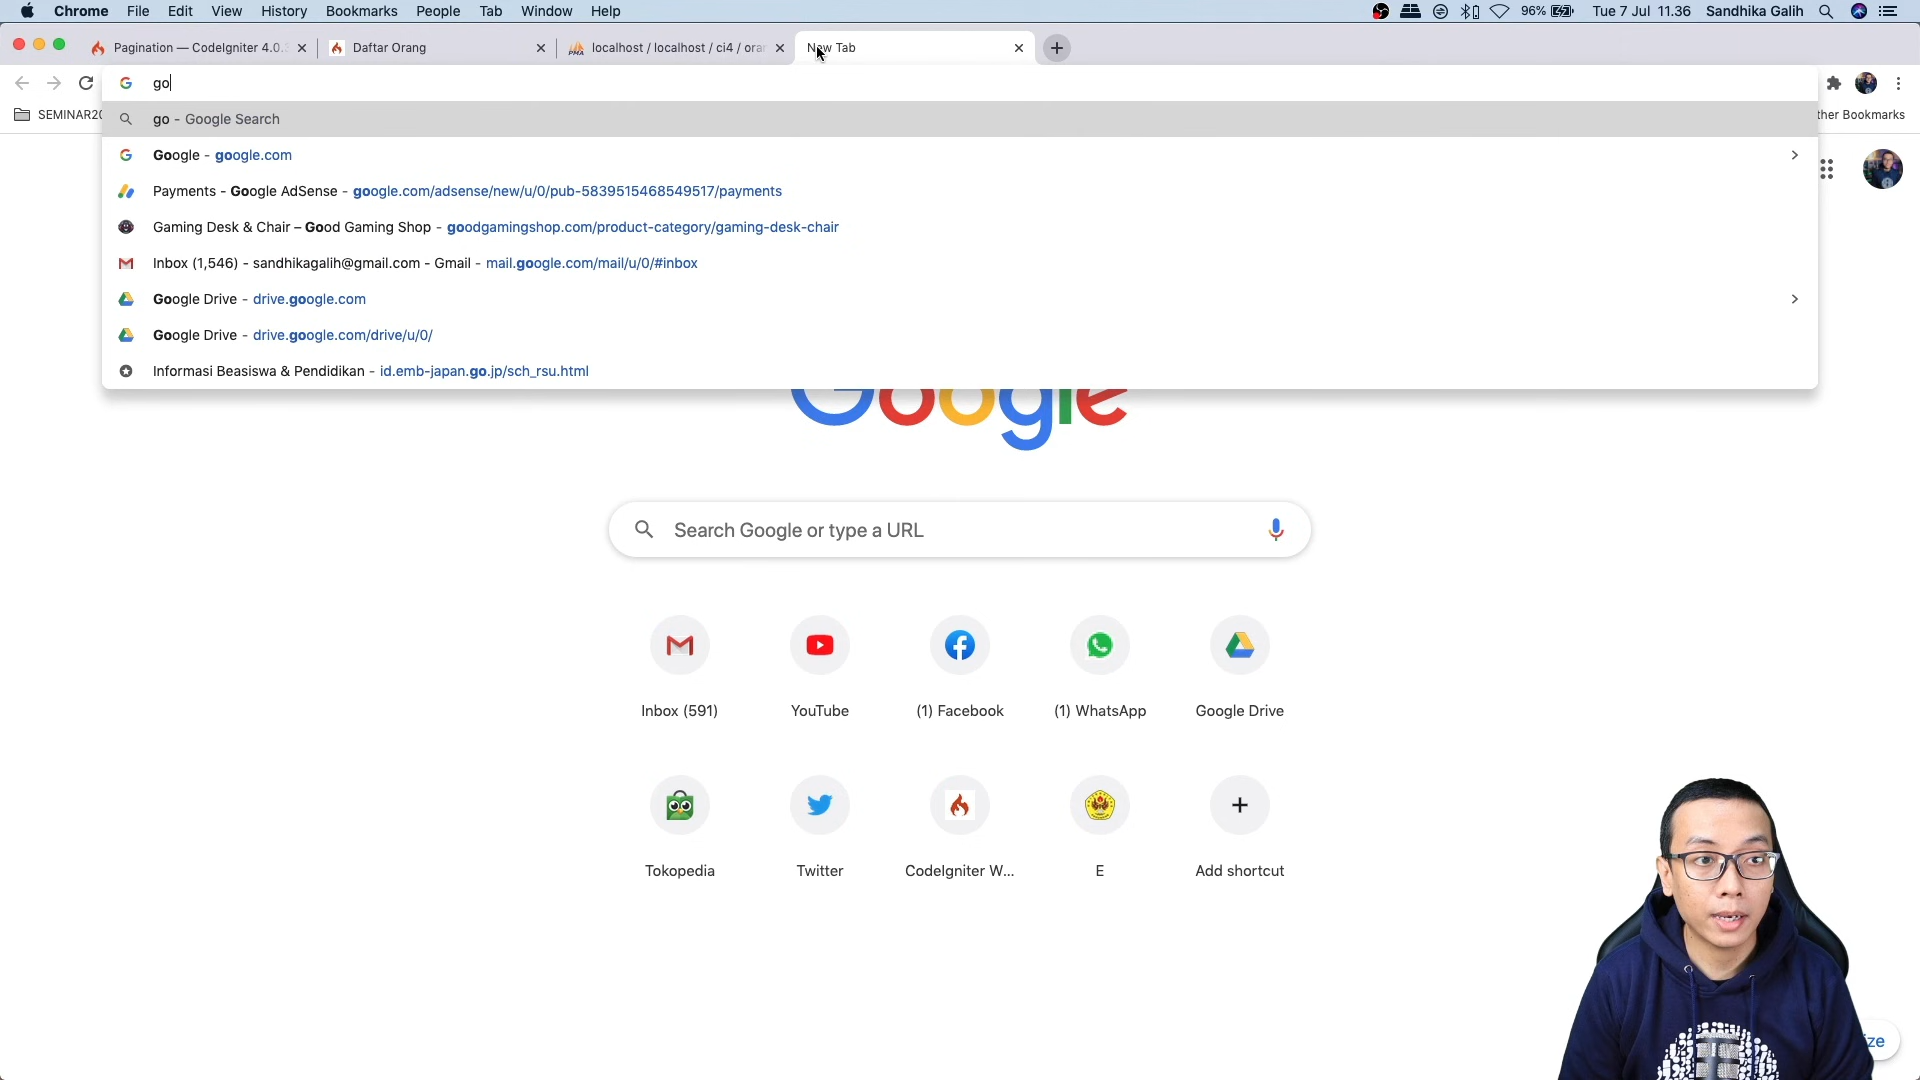 Chrome File Edit View History Bookmarks People Tab Window Help 96% Tue 7 Jul 11.36 Sandhika Galih
Pagination — CodeIgniter 4.0. Daftar Orang localhost / localhost / ci4 / ora New Tab
go
SEMINAR20 her Bookmarks
go - Google Search
Google - google.com
Payments - Google AdSense - google.com/adsense/new/u/0/pub-5839515468549517/payments
Gaming Desk & Chair – Good Gaming Shop - goodgamingshop.com/product-category/gaming-desk-chair
Inbox (1,546) - sandhikagalih@gmail.com - Gmail - mail.google.com/mail/u/0/#inbox
Google Drive - drive.google.com
Google Drive - drive.google.com/drive/u/0/
Informasi Beasiswa & Pendidikan - id.emb-japan.go.jp/sch_rsu.html
Google
Search Google or type a URL
Inbox (591) YouTube (1) Facebook (1) WhatsApp Google Drive
Tokopedia Twitter CodeIgniter W... E Add shortcut
ze